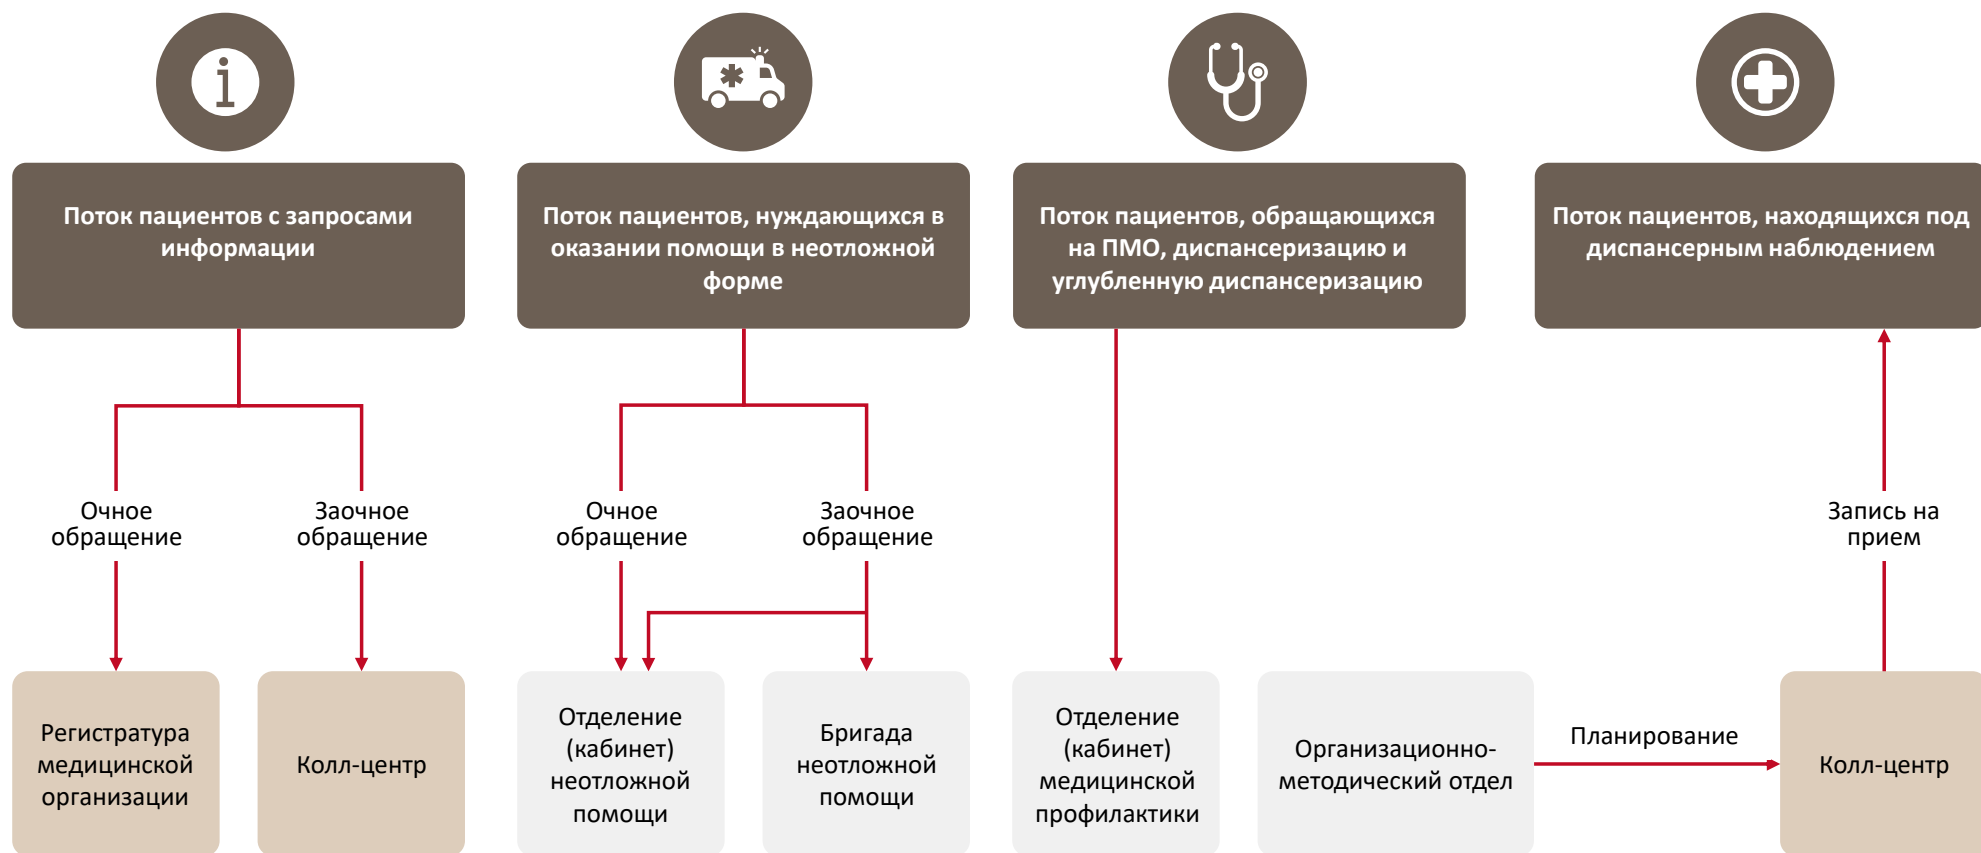 Поток пациентов с запросами
информации
Поток пациентов, нуждающихся в
оказании помощи в неотложной
форме
Поток пациентов, обращающихся
на ПМО, диспансеризацию и
углубленную диспансеризацию
Поток пациентов, находящихся под
диспансерным наблюдением
Очное
обращение
Заочное
обращение
Очное
обращение
Заочное
обращение
Запись на
прием
Регистратура
медицинской
организации
Колл-центр
Отделение
(кабинет)
неотложной
помощи
Бригада
неотложной
помощи
Отделение
(кабинет)
медицинской
профилактики
Организационно-
методический отдел
Планирование
Колл-центр